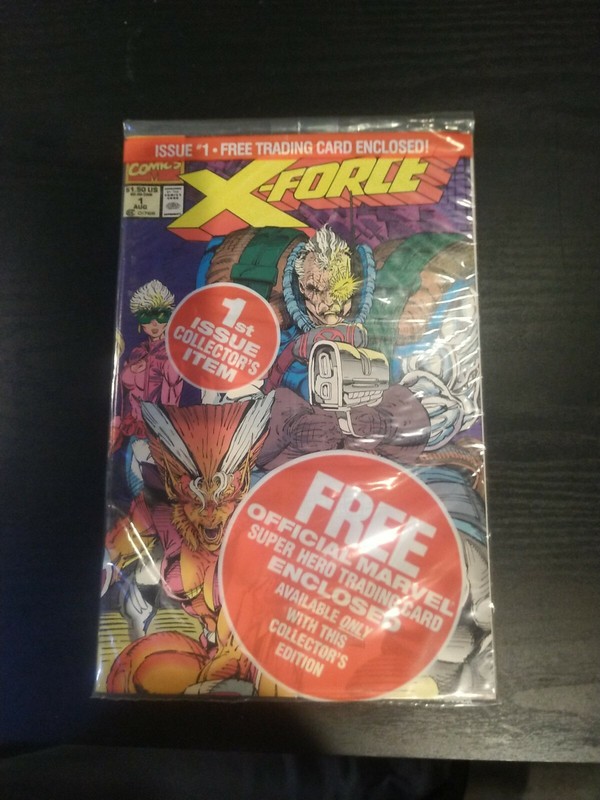 ISSUE #1 • FREE TRADING CARD ENCLOSED!
COMICS
X-FORCE
$1.50 US
1
AUG
1st
ISSUE
COLLECTOR'S
ITEM
FREE
OFFICIAL MARVEL
SUPER HERO TRADING CARD
ENCLOSED
AVAILABLE ONLY
WITH THIS
COLLECTOR'S
EDITION